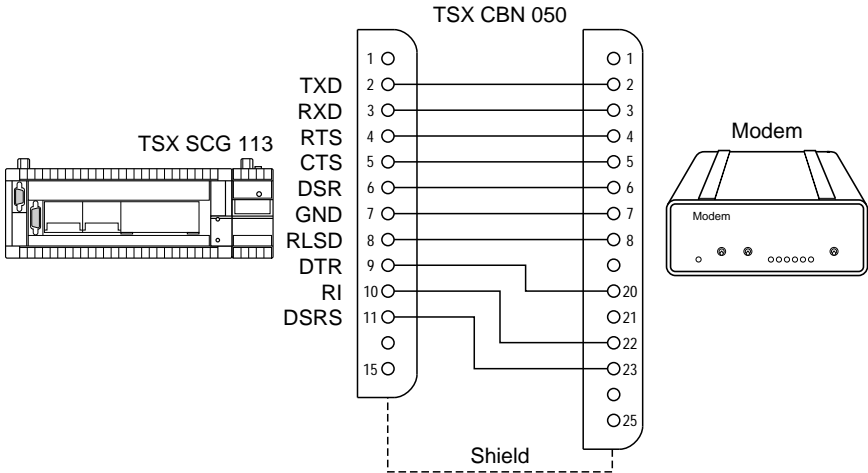 TSX CBN 050
1 1
TXD 2 2
RXD 3 3
TSX SCG 113 RTS 4 4 Modem
CTS 5 5
DSR 6 6
GND 7 7 Modem
RLSD 8 8
DTR 9
RI 10 20
DSRS 11 21
22
15 23
25
Shield